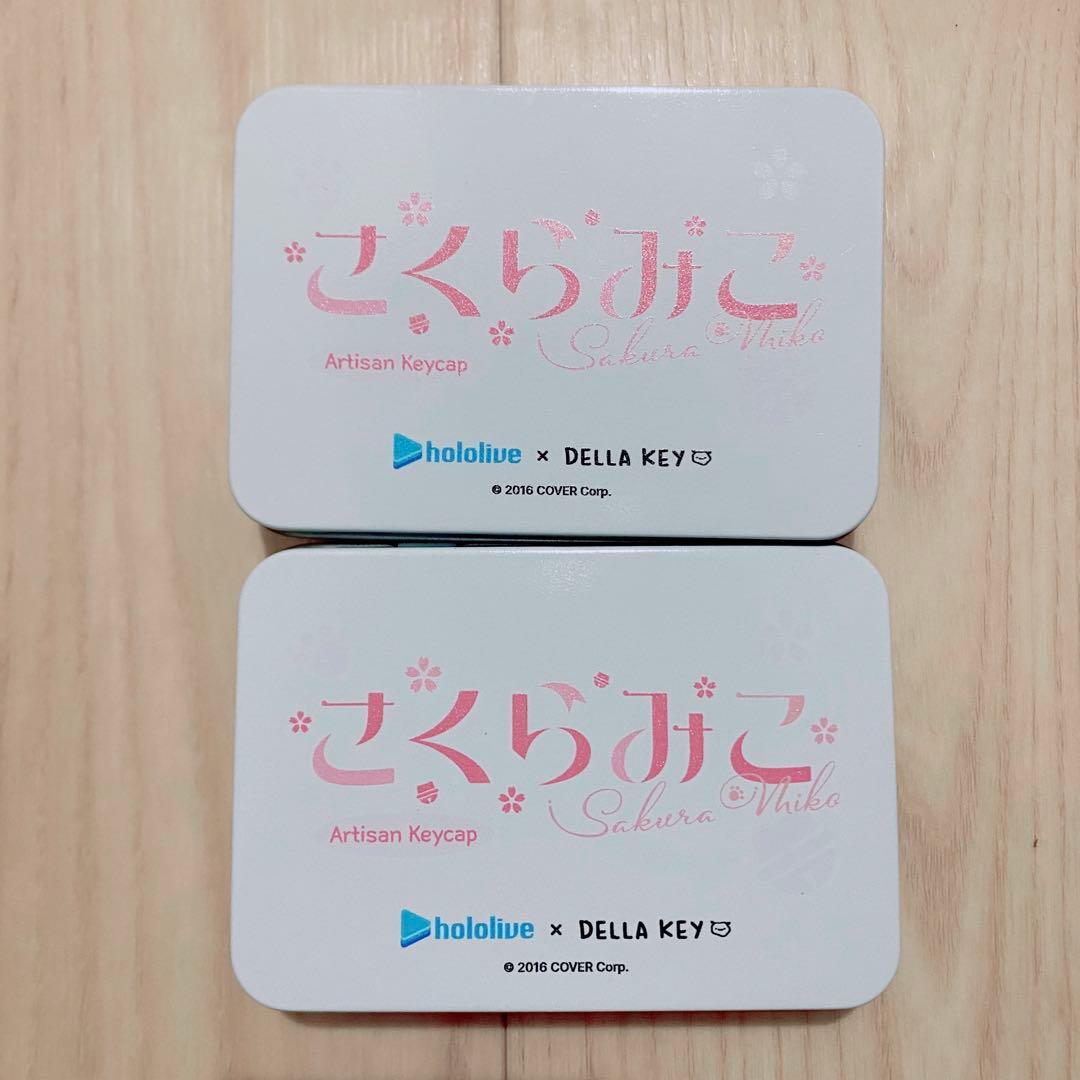 さくらみこ
Sakura Miko
Artisan Keycap
hololive × DELLA KEY
© 2016 COVER Corp.
さくらみこ
Sakura Miko
Artisan Keycap
hololive × DELLA KEY
© 2016 COVER Corp.